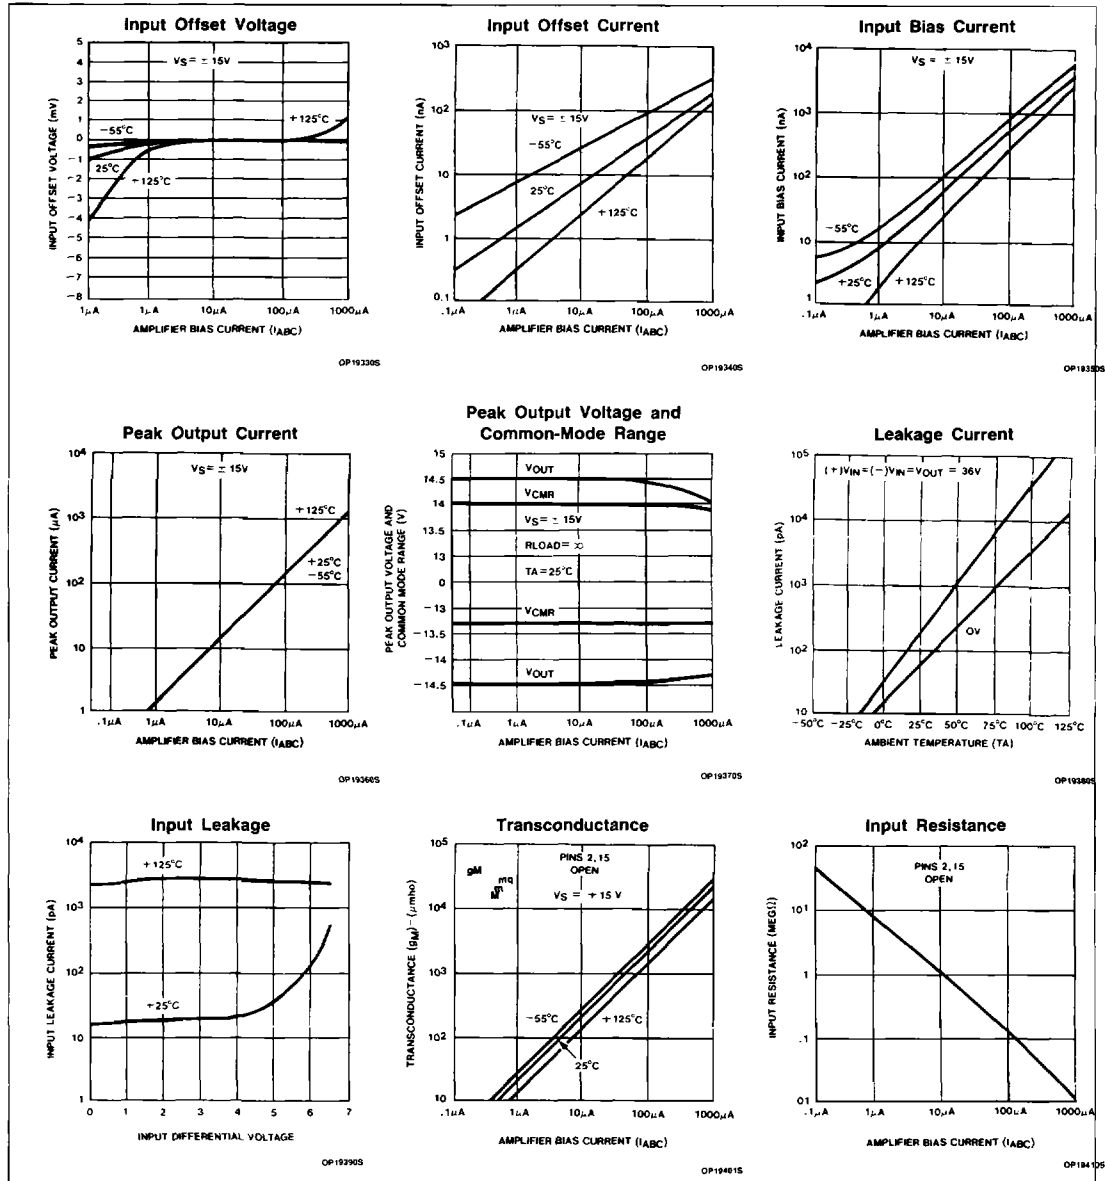 Input Offset Voltage
5
4
3
2
1
0
−1
−2
−3
−4
−5
−6
−7
−8
INPUT OFFSET VOLTAGE (mV)
VS = ± 15V
−55°C
25°C
+125°C
+125°C
1μA
1μA
10μA
100μA
1000μA
AMPLIFIER BIAS CURRENT (IABC)
OP19330S
Input Offset Current
10³
10²
10
1
0.1
INPUT OFFSET CURRENT (nA)
VS = ± 15V
−55°C
25°C
+125°C
.1μA
1μA
10μA
100μA
1000μA
AMPLIFIER BIAS CURRENT (IABC)
OP19340S
Input Bias Current
10⁴
10³
10²
10
1
INPUT BIAS CURRENT (nA)
VS = ± 15V
−55°C
+25°C
+125°C
.1μA
1μA
10μA
100μA
1000μA
AMPLIFIER BIAS CURRENT (IABC)
OP19350S
Peak Output Current
10⁴
10³
10²
10
1
PEAK OUTPUT CURRENT (μA)
VS = ± 15V
+125°C
+25°C
−55°C
.1μA
1μA
10μA
100μA
1000μA
AMPLIFIER BIAS CURRENT (IABC)
OP19360S
Peak Output Voltage and
Common-Mode Range
15
14.5
14
13.5
13
0
−13
−13.5
−14
−14.5
PEAK OUTPUT VOLTAGE AND
COMMON MODE RANGE (V)
VOUT
VCMR
VS = ± 15V
RLOAD = ∞
TA = 25°C
VCMR
VOUT
.1μA
1μA
10μA
100μA
1000μA
AMPLIFIER BIAS CURRENT (IABC)
OP19370S
Leakage Current
10⁵
10⁴
10³
10²
10
LEAKAGE CURRENT (pA)
(+)VIN = (−)VIN = VOUT = 36V
OV
−50°C
−25°C
0°C
25°C
50°C
75°C
100°C
125°C
AMBIENT TEMPERATURE (TA)
OP19380S
Input Leakage
10⁴
10³
10²
10
1
INPUT LEAKAGE CURRENT (pA)
+125°C
+25°C
0
1
2
3
4
5
6
7
INPUT DIFFERENTIAL VOLTAGE
OP19390S
Transconductance
10⁵
10⁴
10³
10²
10
TRANSCONDUCTANCE (gM) − (μmho)
gM
mq
m
M
PINS 2, 15
OPEN
VS = + 15 V
−55°C
+125°C
25°C
.1μA
1μA
10μA
100μA
1000μA
AMPLIFIER BIAS CURRENT (IABC)
OP19401S
Input Resistance
10²
10¹
1
.1
01
INPUT RESISTANCE (MEGΩ)
PINS 2, 15
OPEN
.1μA
1μA
10μA
100μA
1000μA
AMPLIFIER BIAS CURRENT (IABC)
OP19410S